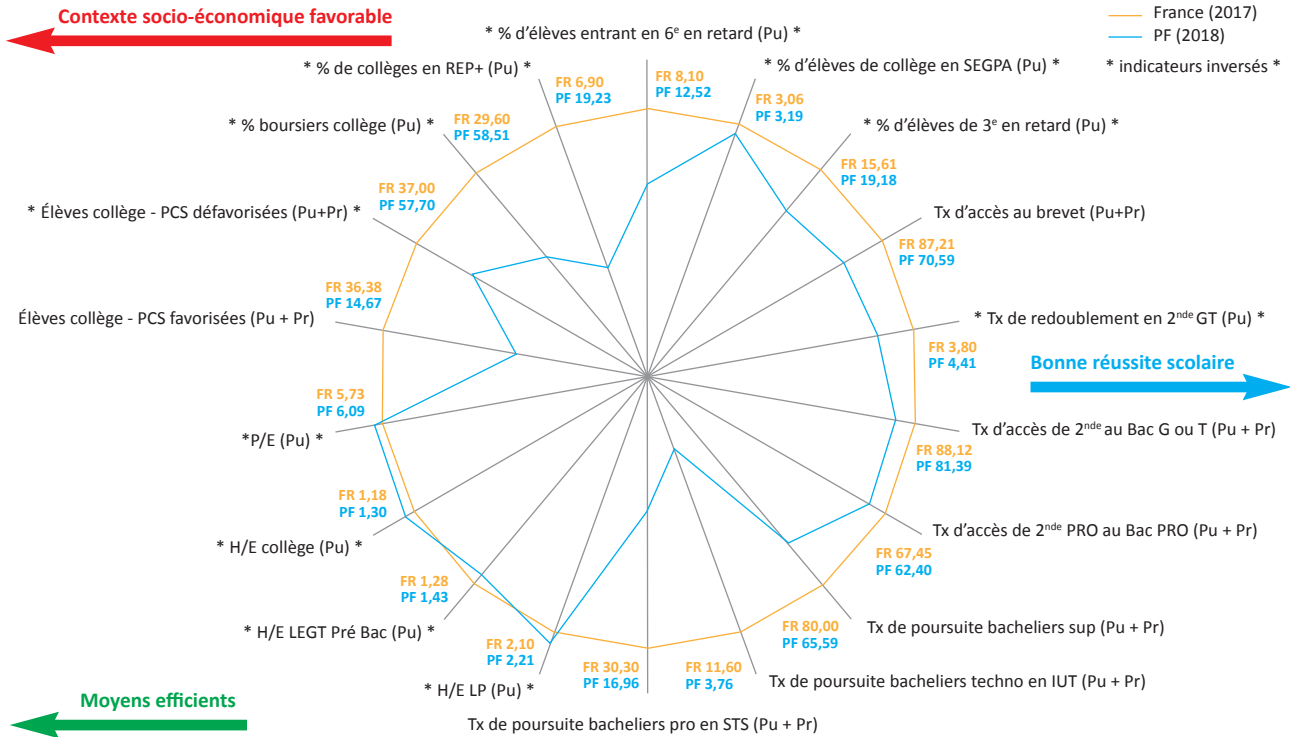 Contexte socio-économique favorable
France (2017)
PF (2018)
* indicateurs inversés *
* % d'élèves entrant en 6e en retard (Pu) *
FR 8,10
PF 12,52
* % d'élèves de collège en SEGPA (Pu) *
FR 3,06
PF 3,19
* % d'élèves de 3e en retard (Pu) *
FR 15,61
PF 19,18
Tx d'accès au brevet (Pu+Pr)
FR 87,21
PF 70,59
* Tx de redoublement en 2nde GT (Pu) *
FR 3,80
PF 4,41
Bonne réussite scolaire
Tx d'accès de 2nde au Bac G ou T (Pu + Pr)
FR 88,12
PF 81,39
Tx d'accès de 2nde PRO au Bac PRO (Pu + Pr)
FR 67,45
PF 62,40
Tx de poursuite bacheliers sup (Pu + Pr)
FR 80,00
PF 65,59
Tx de poursuite bacheliers techno en IUT (Pu + Pr)
FR 11,60
PF 3,76
Tx de poursuite bacheliers pro en STS (Pu + Pr)
FR 30,30
PF 16,96
* H/E LP (Pu) *
FR 2,10
PF 2,21
* H/E LEGT Pré Bac (Pu) *
FR 1,28
PF 1,43
* H/E collège (Pu) *
FR 1,18
PF 1,30
*P/E (Pu) *
FR 5,73
PF 6,09
Élèves collège - PCS favorisées (Pu + Pr)
FR 36,38
PF 14,67
* Élèves collège - PCS défavorisées (Pu+Pr) *
FR 37,00
PF 57,70
* % boursiers collège (Pu) *
FR 29,60
PF 58,51
* % de collèges en REP+ (Pu) *
FR 6,90
PF 19,23
Moyens efficients